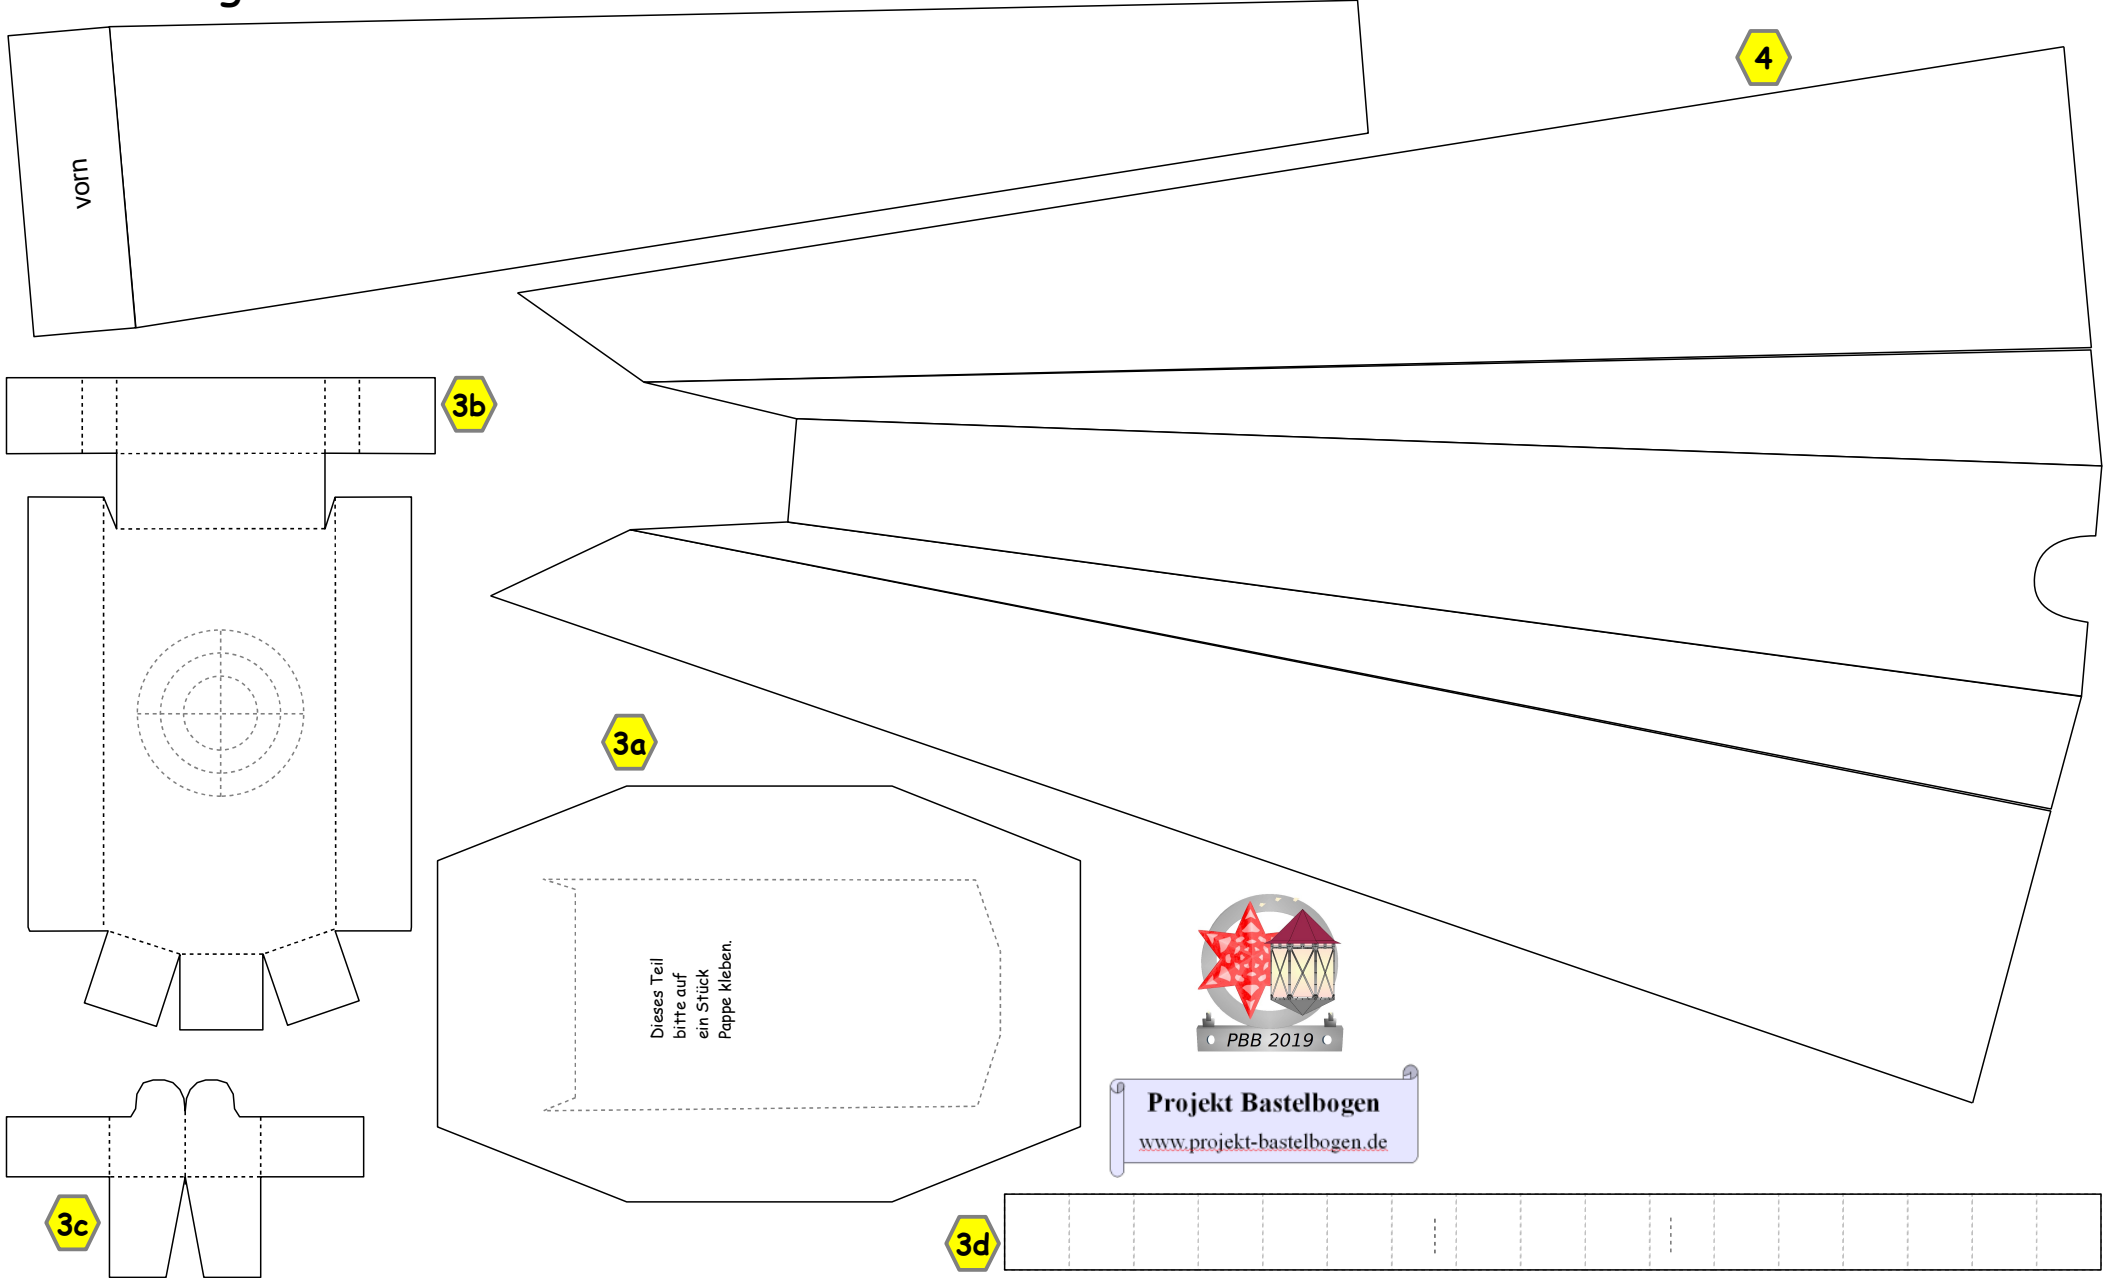 4
vorn
3b
3a
Dieses Teil
bitte auf
ein Stück
Pappe kleben.
PBB 2019
Projekt Bastelbogen
www.projekt-bastelbogen.de
3c
3d